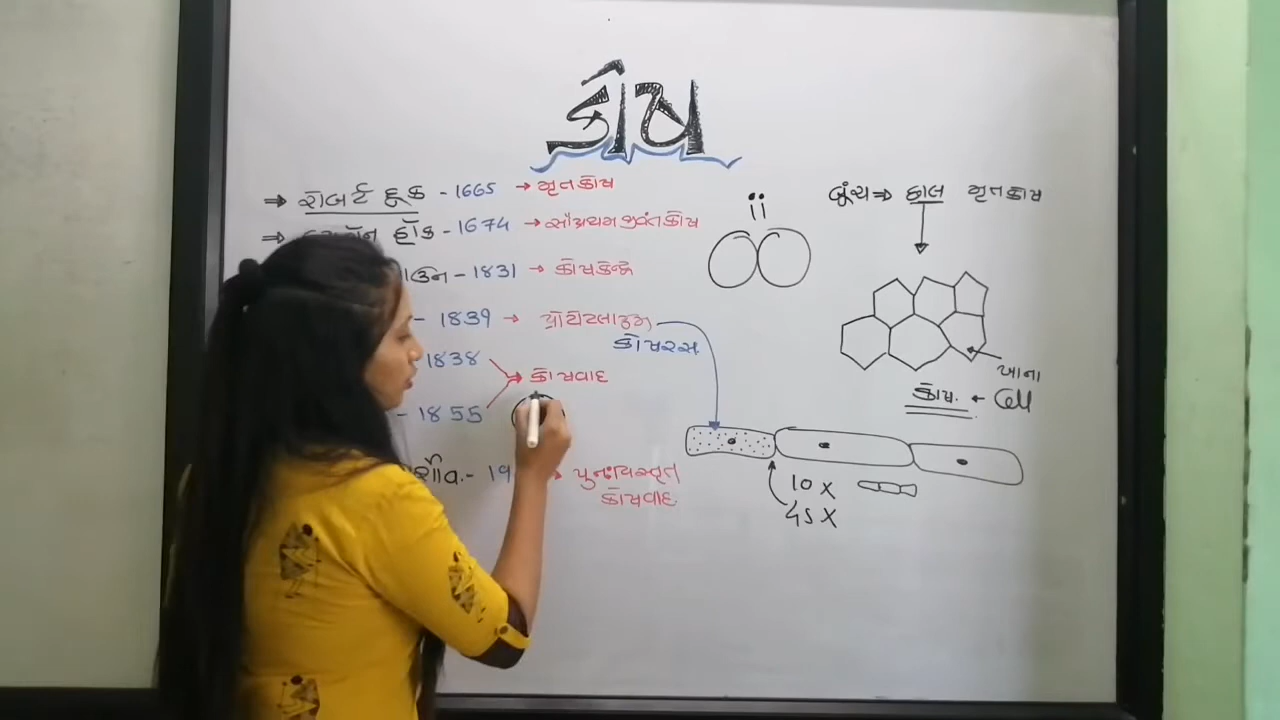 કોષ
⇒ રોબર્ટ હૂક - 1665 → મૃતકોષ
હૉક - 1674 → સૌપ્રથમ જીવંતકોષ
ઉન - 1831 → કોષકેન્દ્ર
- 1839 → પ્રોટોપ્લાઝમ
કોષરસ
1838
→ કોષવાદ
- 1855
- 19 પુનઃવિસ્તૃત
કોષવાદ
બૂચ ⇒ છાલ મૃતકોષ
ખાના
કોષ. ← Cell
10 X
45 X